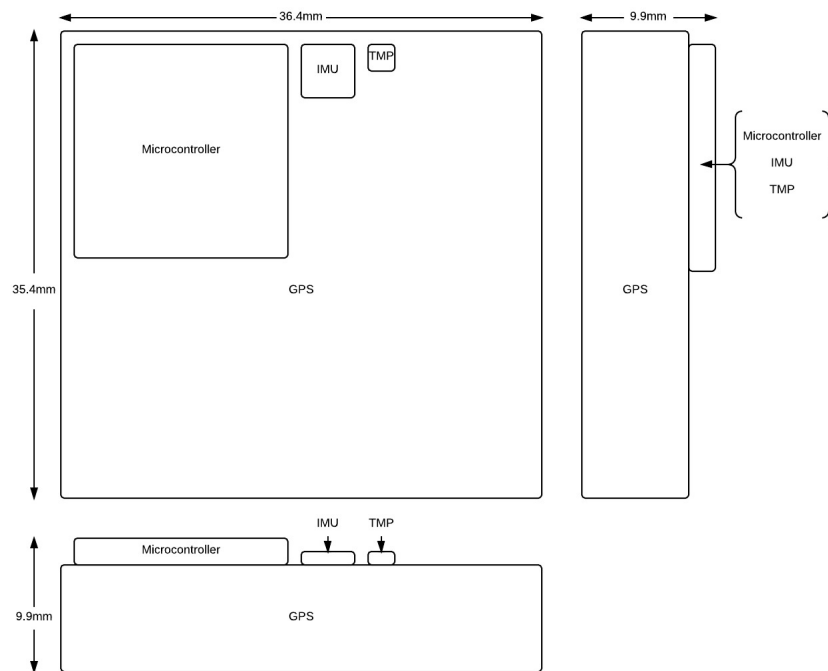 36.4mm
9.9mm
Microcontroller
IMU
TMP
Microcontroller
IMU
TMP
35.4mm
GPS
GPS
IMU
TMP
Microcontroller
9.9mm
GPS